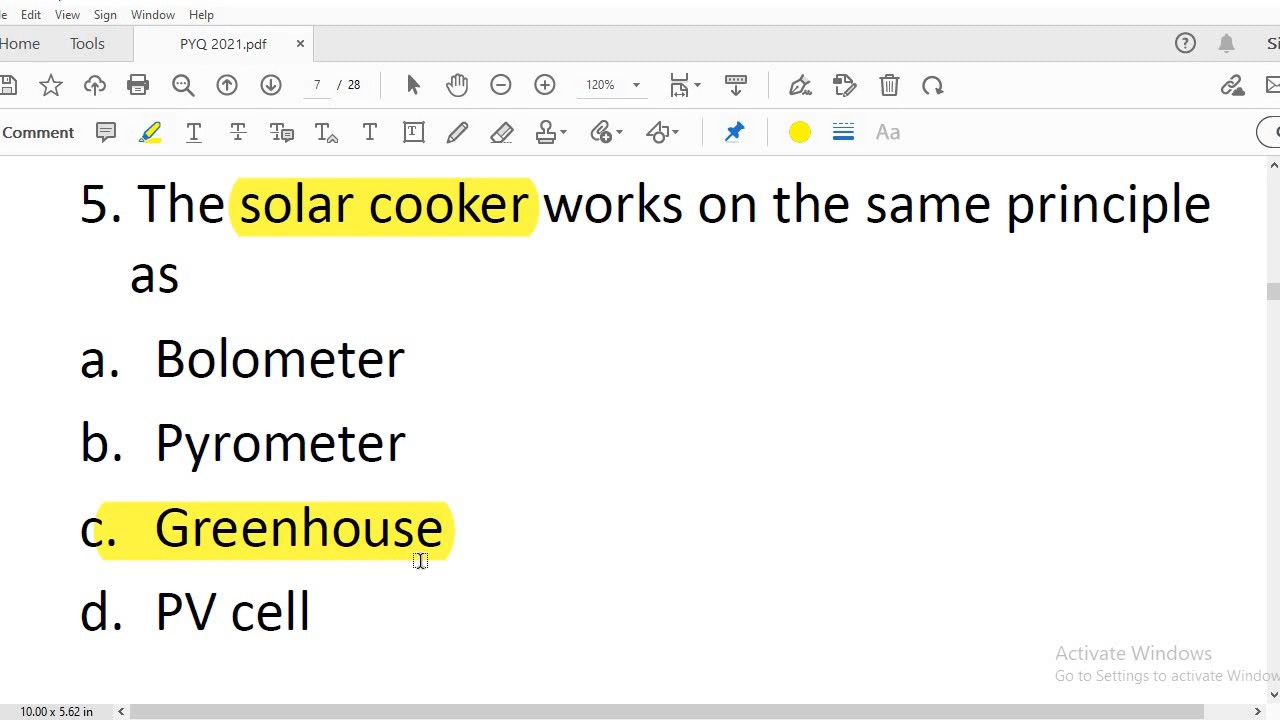 Edit View Sign Window Help
Home Tools PYQ 2021.pdf ×
7 / 28 120%
Comment T T T T T T Aa
5. The solar cooker works on the same principle
as
a. Bolometer
b. Pyrometer
c. Greenhouse
d. PV cell
Activate Windows
Go to Settings to activate Window
10.00 x 5.62 in